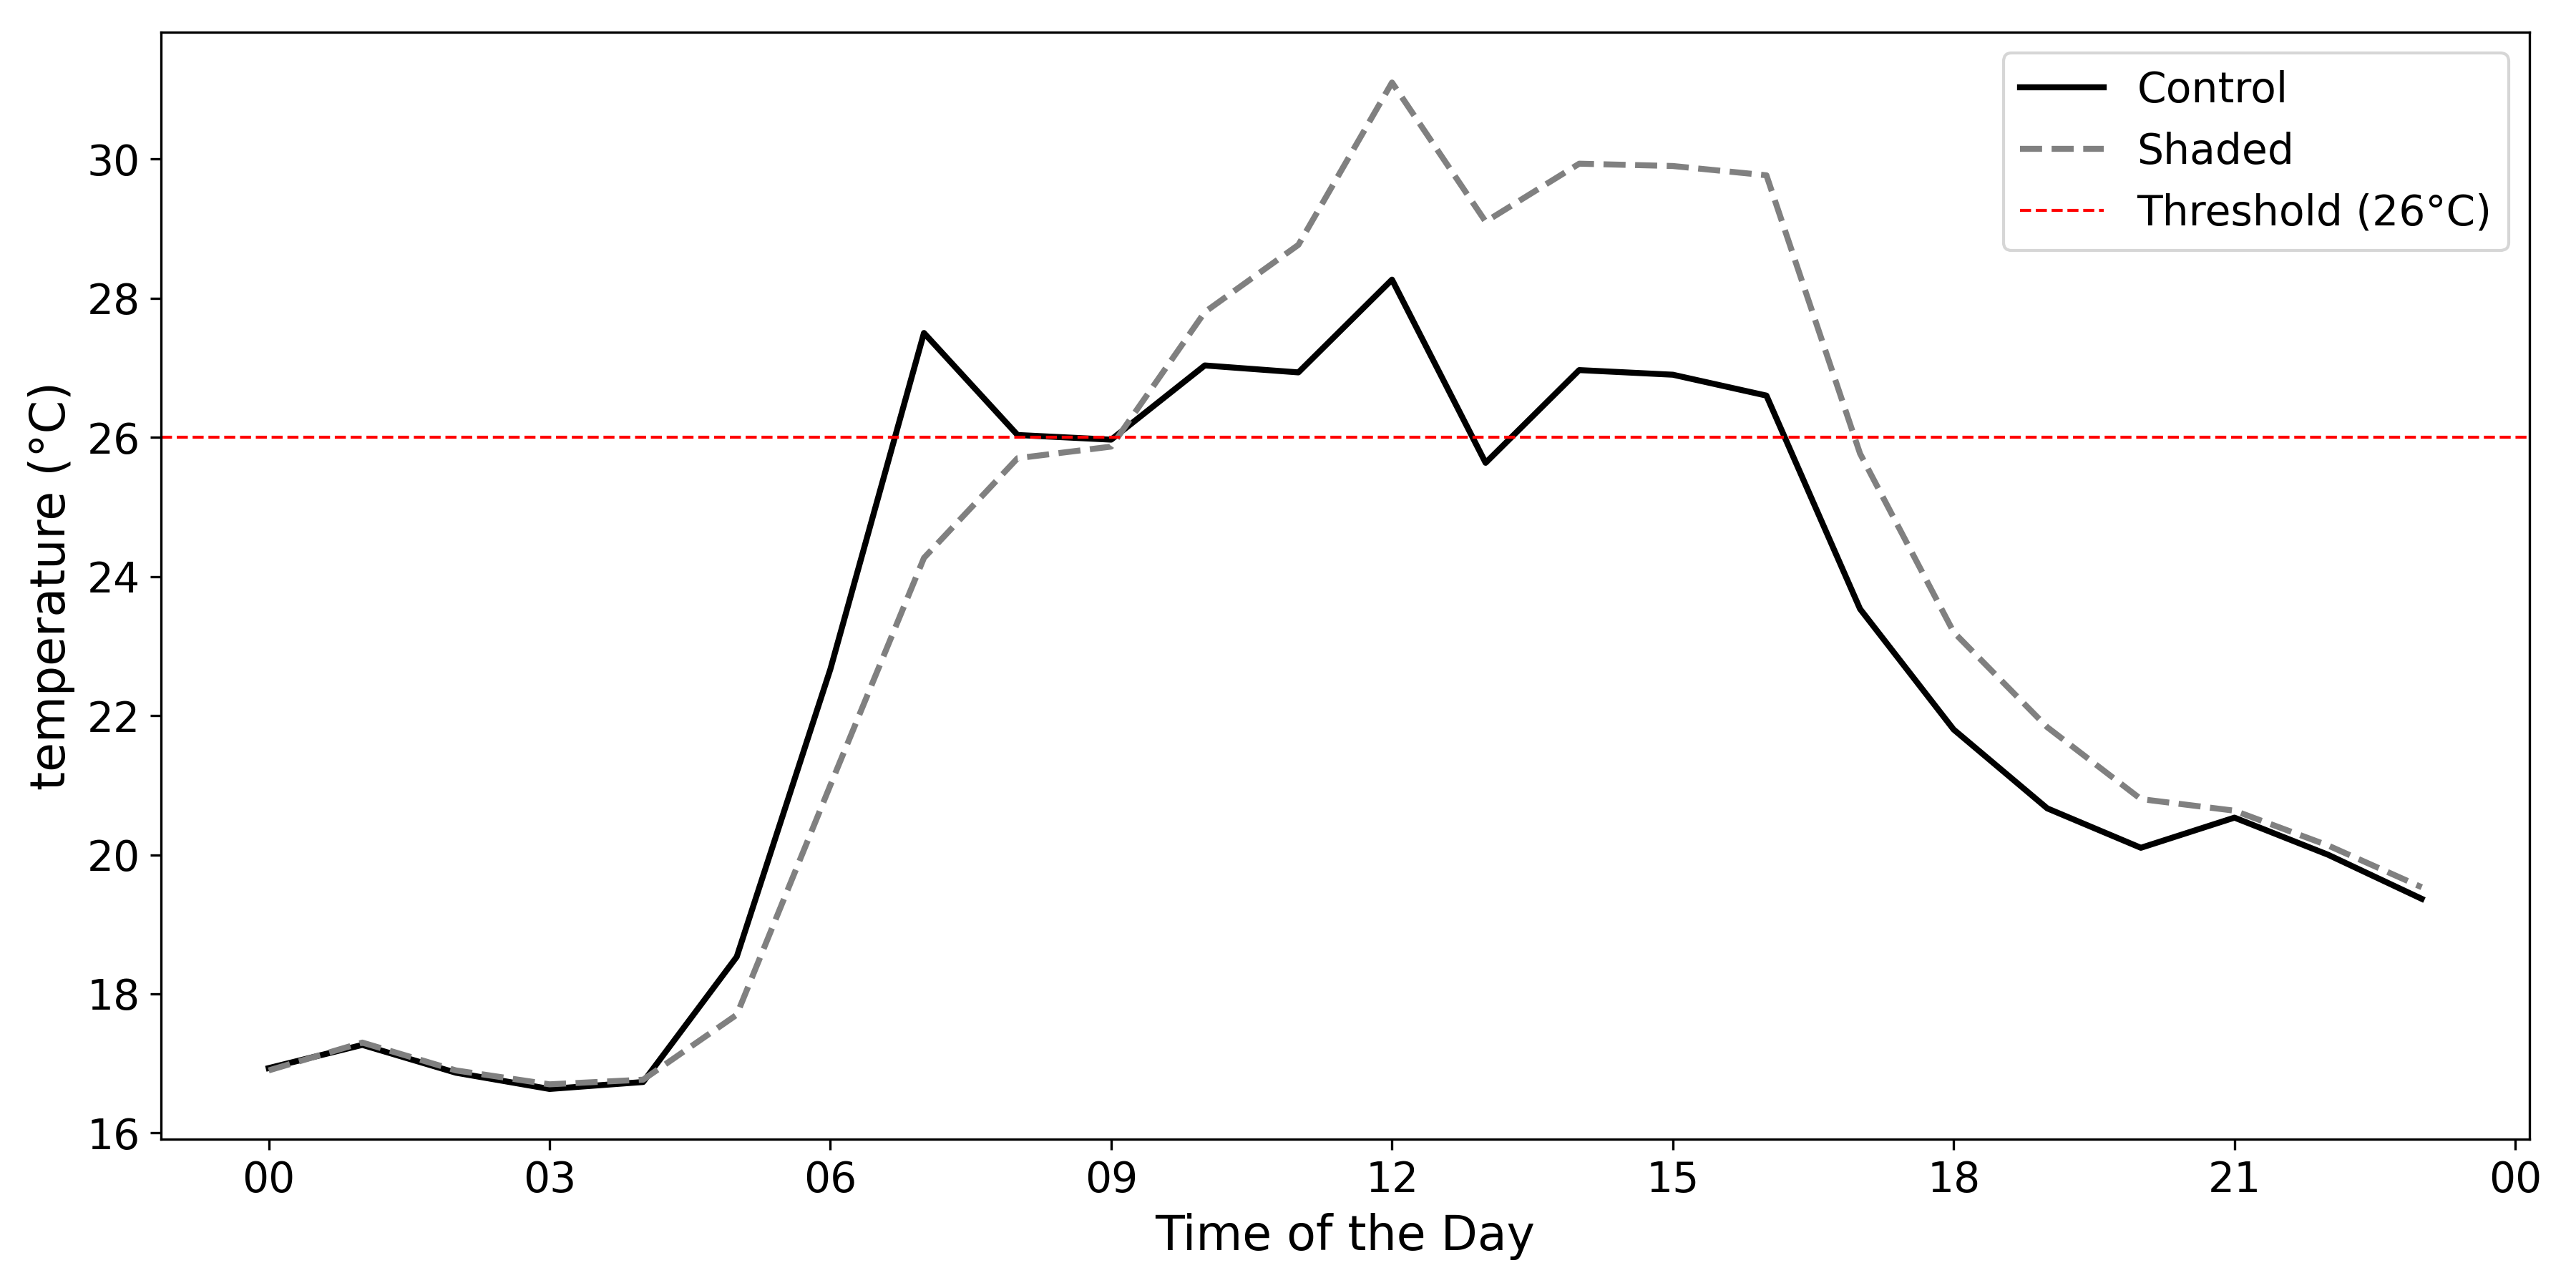 Control
Shaded
Threshold (26°C)
temperature (°C)
30
28
26
24
22
20
18
16
00 03 06 09 12 15 18 21 00
Time of the Day